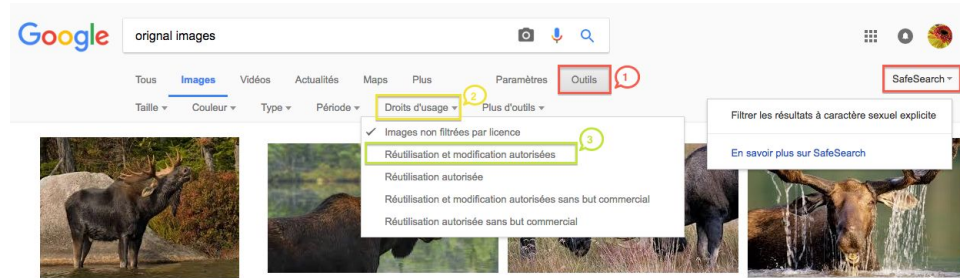 Google
orignal images
Tous Images Vidéos Actualités Maps Plus Paramètres Outils 1 SafeSearch
Taille Couleur Type Période Droits d'usage 2 Plus d'outils
Images non filtrées par licence
Réutilisation et modification autorisées 3
Réutilisation autorisée
Réutilisation et modification autorisées sans but commercial
Réutilisation autorisée sans but commercial
Filtrer les résultats à caractère sexuel explicite
En savoir plus sur SafeSearch